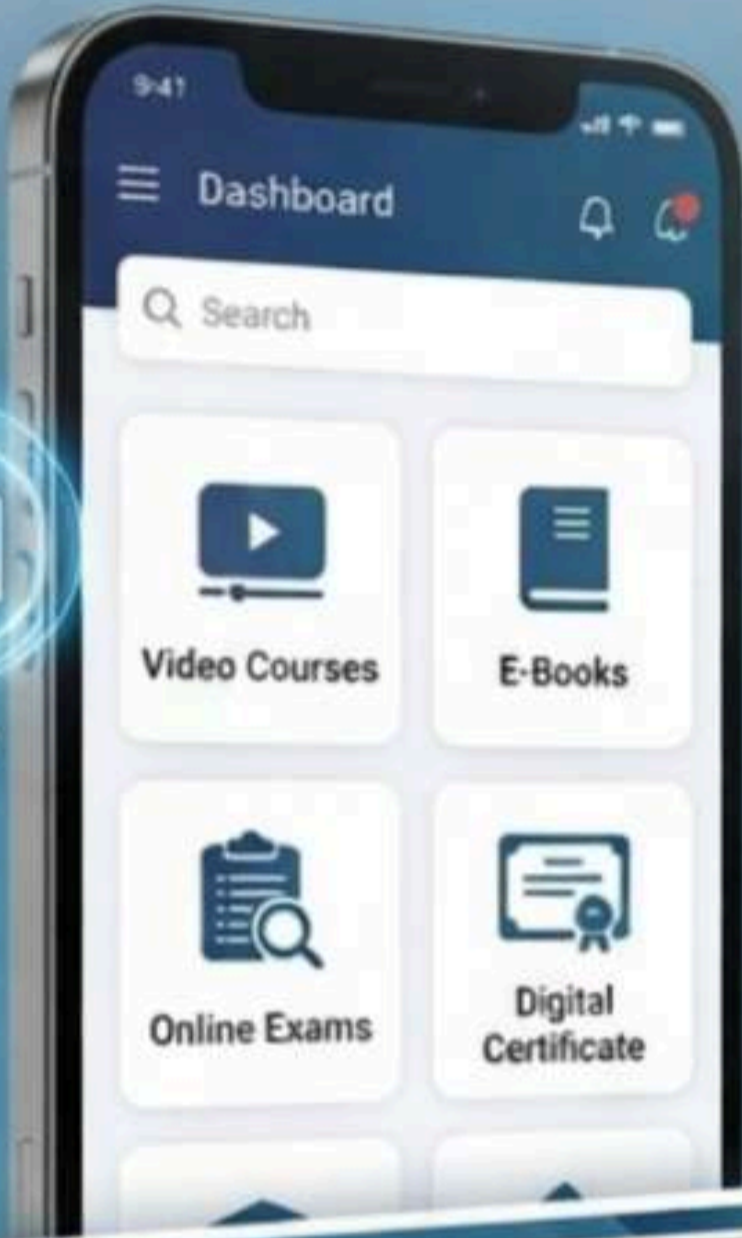 9:41
Dashboard
Search
Video Courses
E-Books
Online Exams
Digital
Certificate